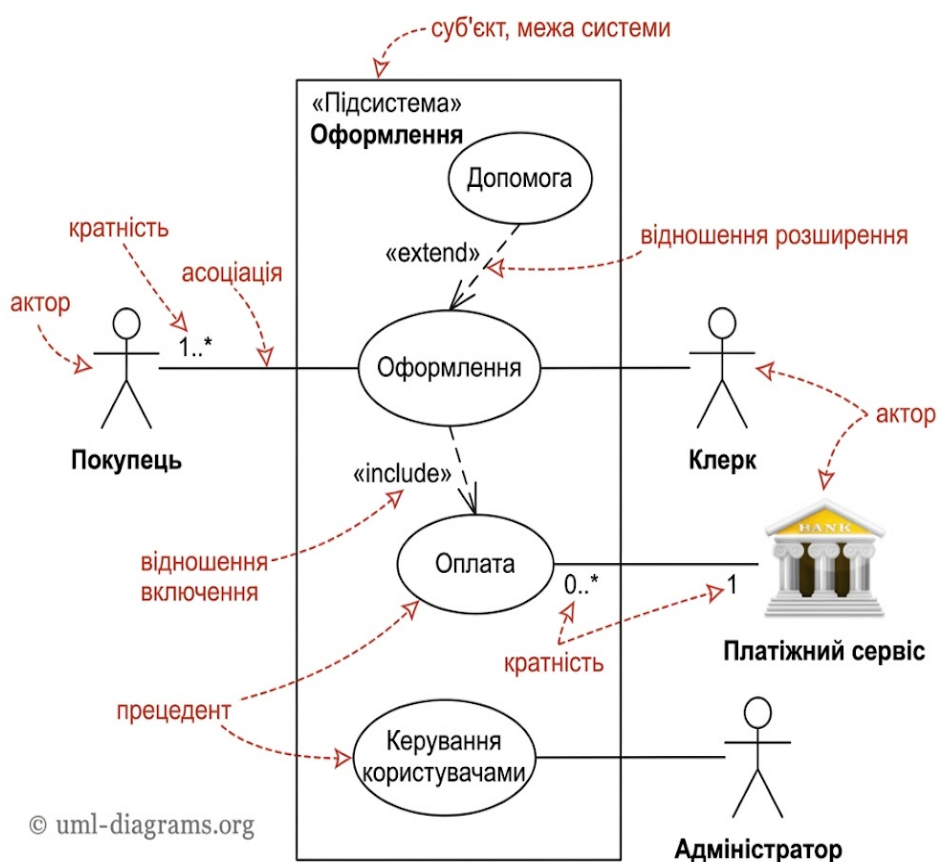 суб'єкт, межа системи
«Підсистема»
Оформлення
Допомога
кратність
«extend»
відношення розширення
асоціація
актор
1..*
Оформлення
актор
Покупець
Клерк
«include»
BANK
відношення
включення
Оплата
0..*
1
кратність
Платіжний сервіс
прецедент
Керування
користувачами
© uml-diagrams.org
Адміністратор